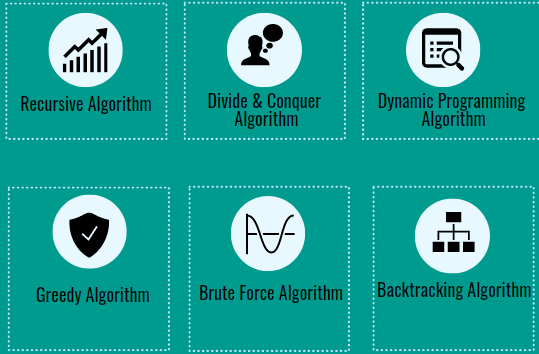 Recursive Algorithm
Divide & Conquer
Algorithm
Dynamic Programming
Algorithm
Greedy Algorithm
Brute Force Algorithm
Backtracking Algorithm